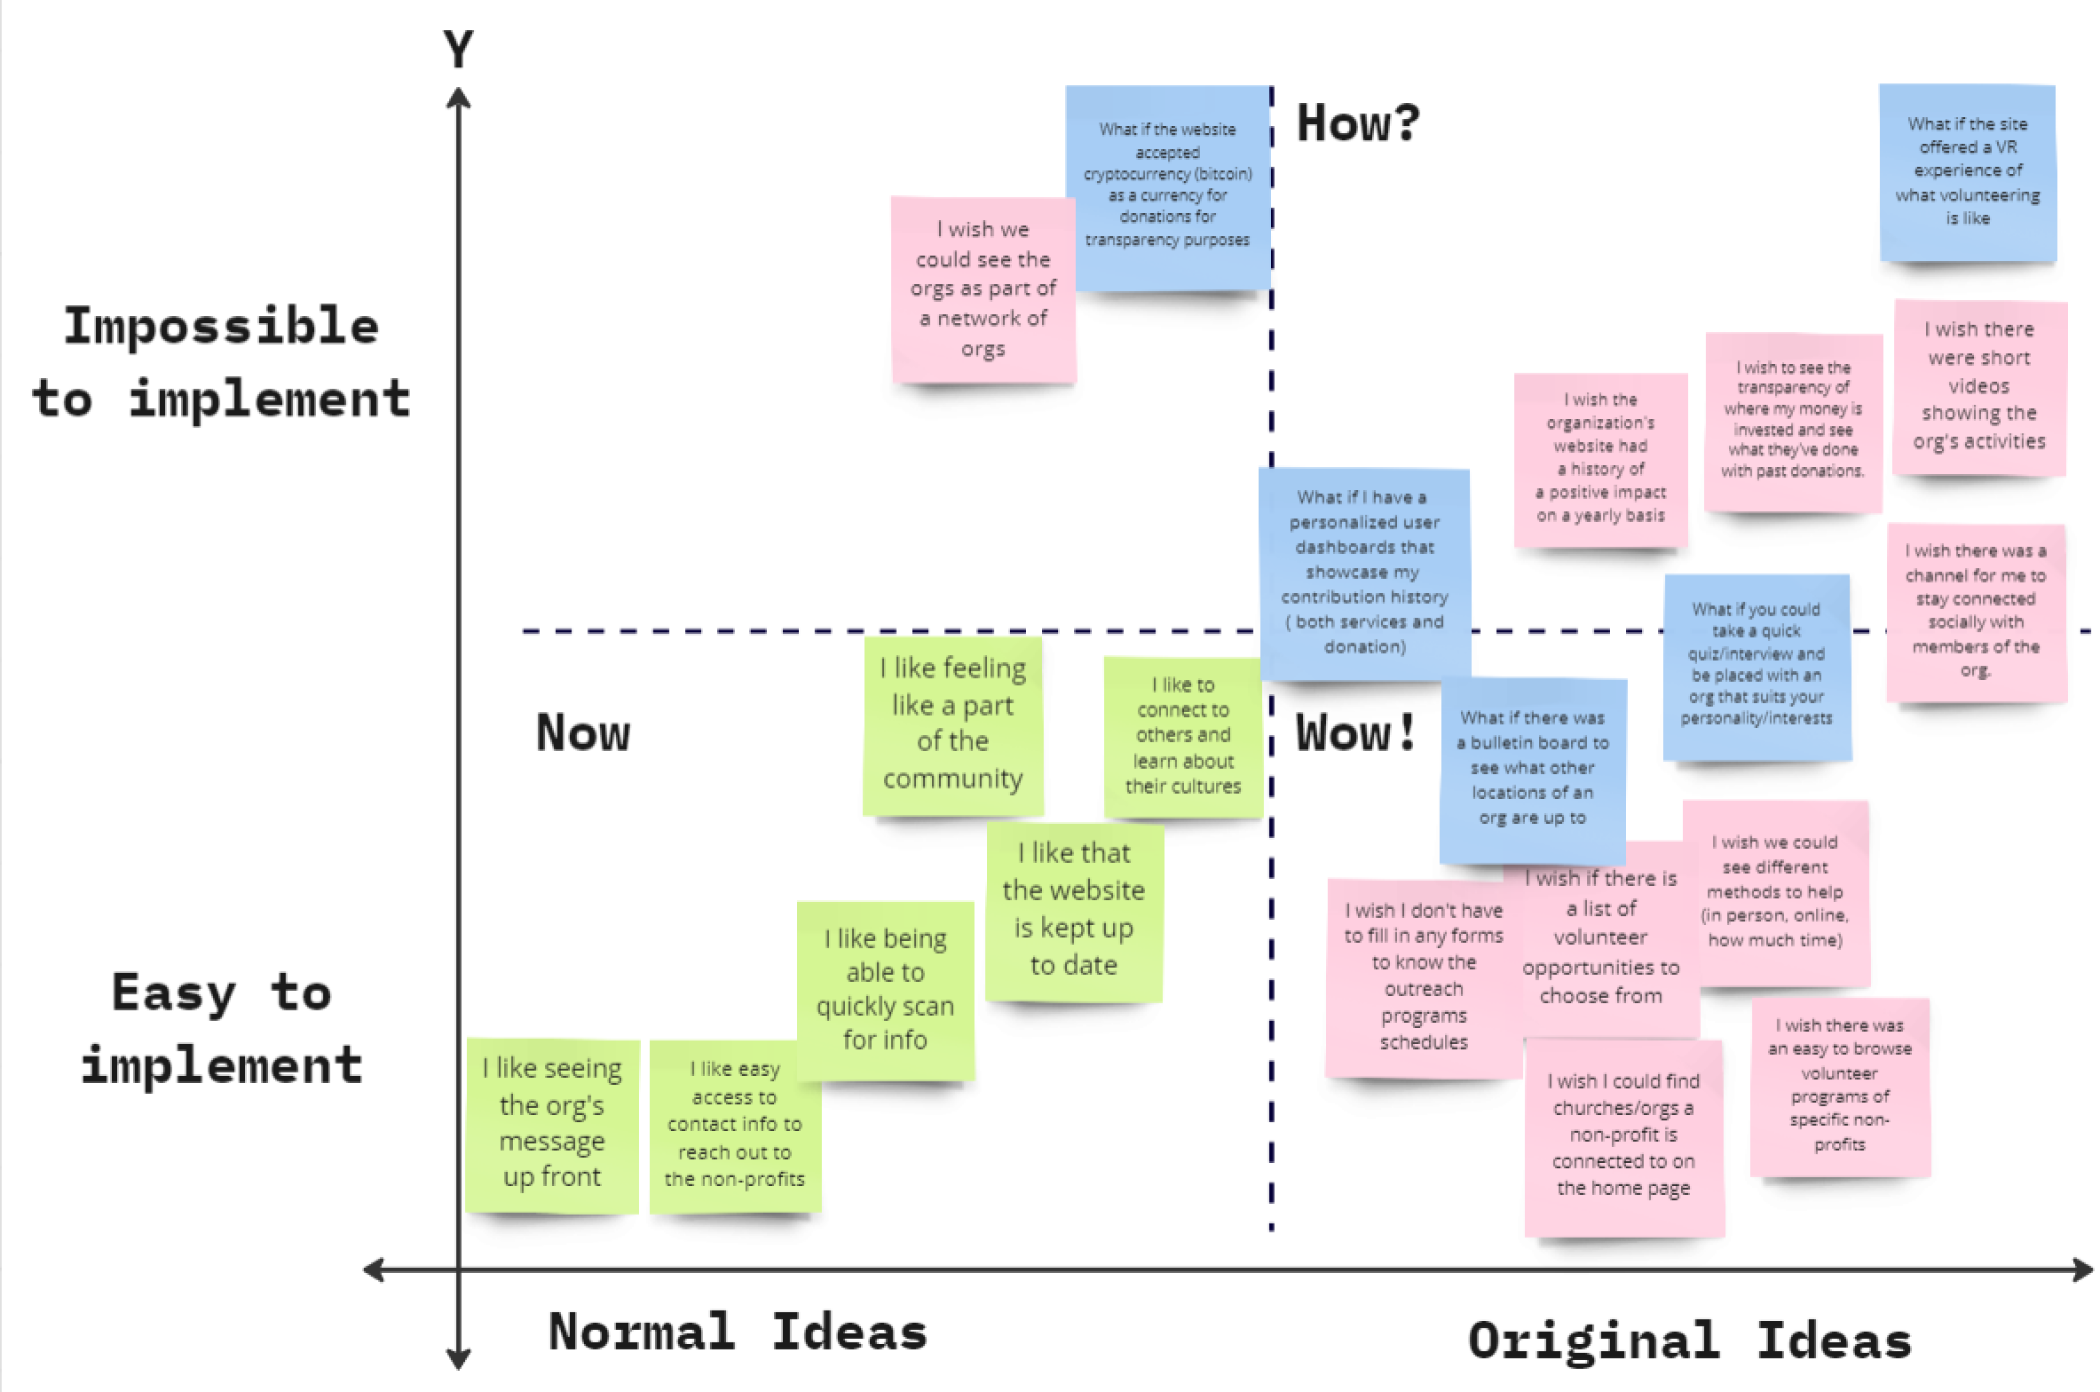 Y
How?
Impossible
to implement
What if the website
accepted
cryptocurrency (bitcoin)
as a currency for
donations for
transparency purposes
I wish we
could see the
orgs as part of
a network of
orgs
What if the site
offered a VR
experience of
what volunteering
is like
I wish the
organization's
website had
a history of
a positive impact
on a yearly basis
I wish to see the
transparency of
where my money is
invested and see
what they've done
with past donations.
I wish there
were short
videos
showing the
org's activities
What if I have a
personalized user
dashboards that
showcase my
contribution history
( both services and
donation)
What if you could
take a quick
quiz/interview and
be placed with an
org that suits your
personality/interests
I wish there was a
channel for me to
stay connected
socially with
members of the
org.
Now
I like feeling
like a part
of the
community
I like to
connect to
others and
learn about
their cultures
Wow!
What if there was
a bulletin board to
see what other
locations of an
org are up to
Easy to
implement
I like that
the website
is kept up
to date
I like being
able to
quickly scan
for info
I like seeing
the org's
message
up front
I like easy
access to
contact info to
reach out to
the non-profits
I wish I don't have
to fill in any forms
to know the
outreach
programs
schedules
I wish if there is
a list of
volunteer
opportunities to
choose from
I wish we could
see different
methods to help
(in person, online,
how much time)
I wish I could find
churches/orgs a
non-profit is
connected to on
the home page
I wish there was
an easy to browse
volunteer
programs of
specific non-
profits
Normal Ideas
Original Ideas